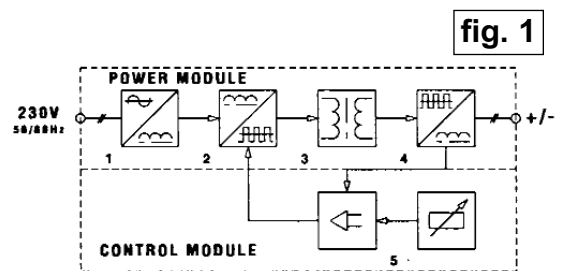 fig. 1
POWER MODULE
230V
50/60Hz
+/-
1
2
3
4
CONTROL MODULE
5